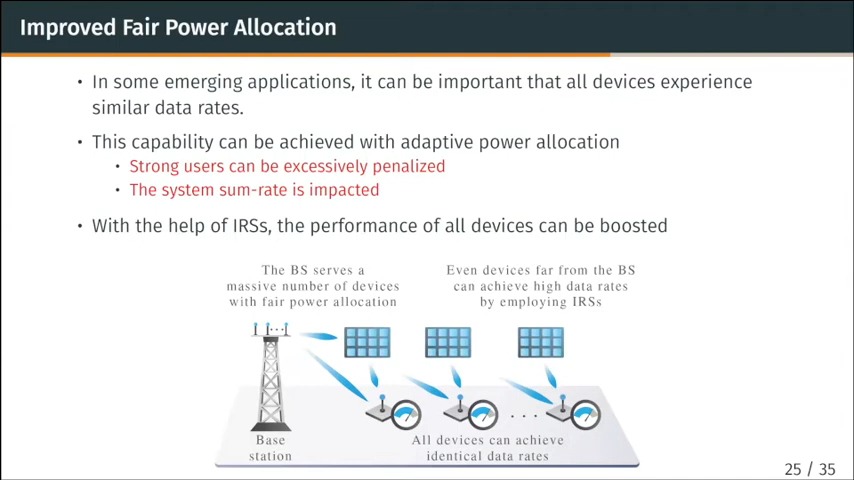 Improved Fair Power Allocation
• In some emerging applications, it can be important that all devices experience
similar data rates.
• This capability can be achieved with adaptive power allocation
• Strong users can be excessively penalized
• The system sum-rate is impacted
• With the help of IRSs, the performance of all devices can be boosted
The BS serves a
massive number of devices
with fair power allocation
Even devices far from the BS
can achieve high data rates
by employing IRSs
Base
station
All devices can achieve
identical data rates
25 / 35